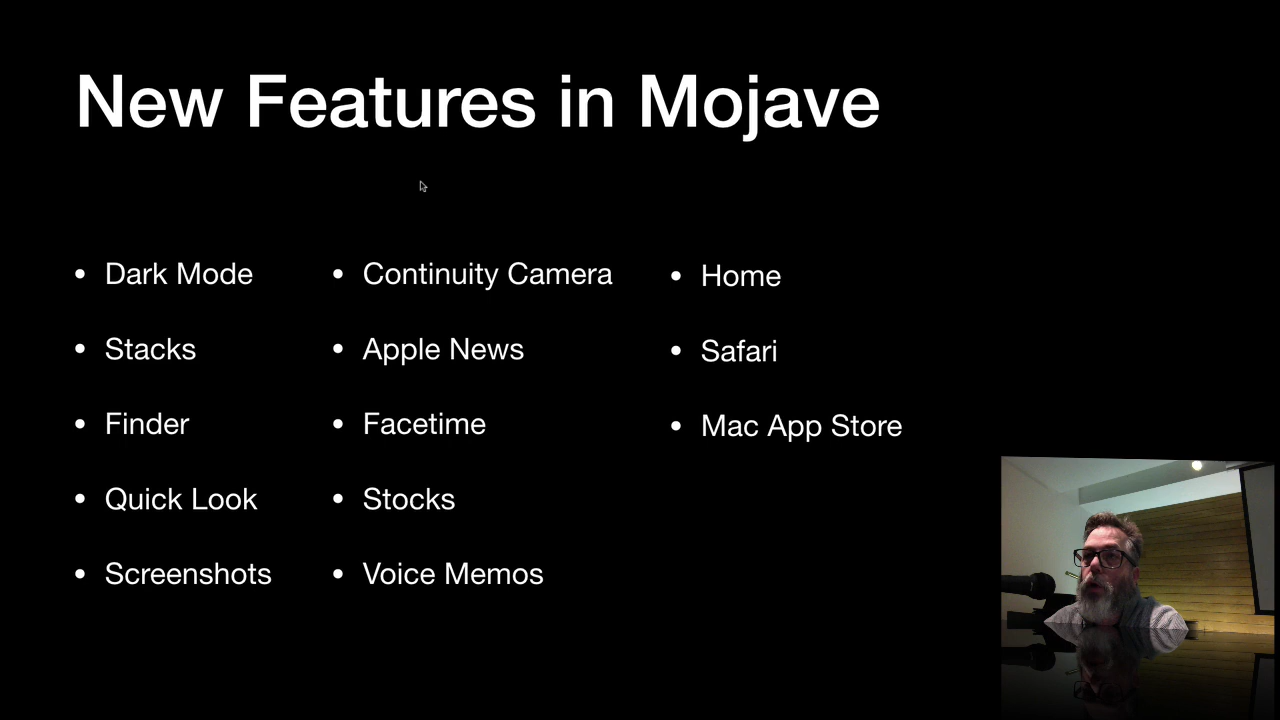 New Features in Mojave
• Dark Mode
• Stacks
• Finder
• Quick Look
• Screenshots
• Continuity Camera
• Apple News
• Facetime
• Stocks
• Voice Memos
• Home
• Safari
• Mac App Store